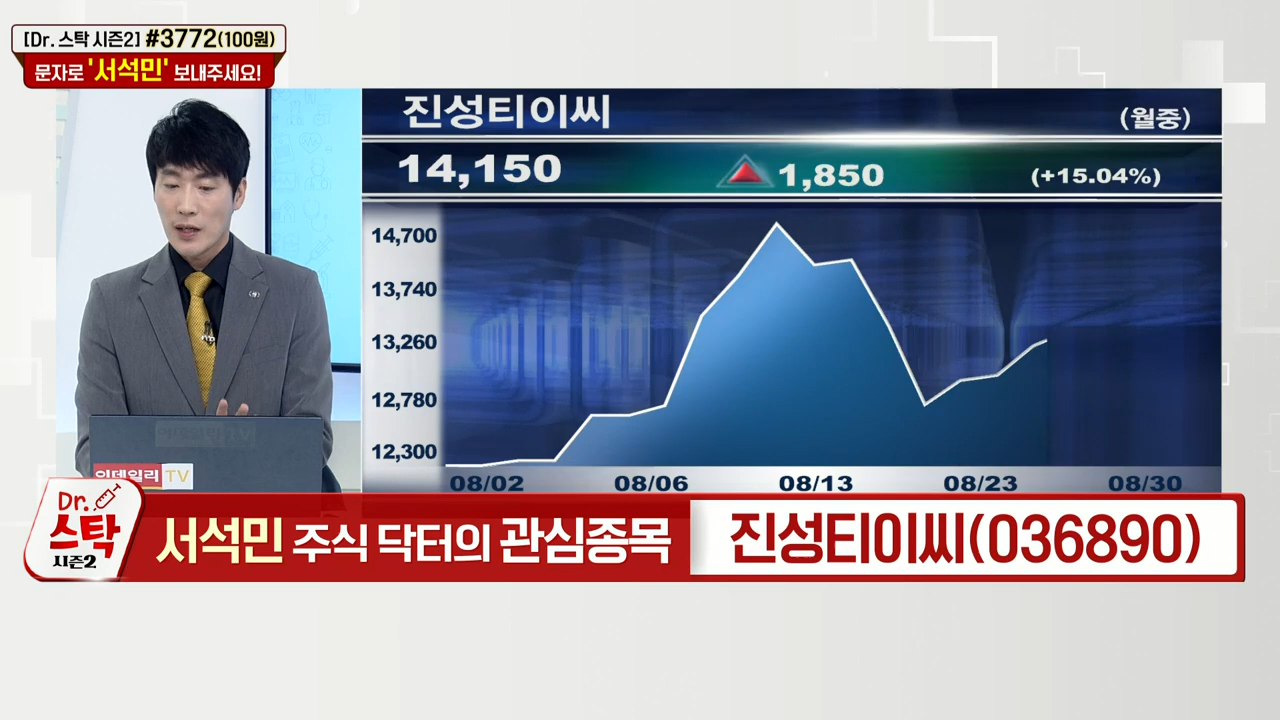 [Dr. 스탁 시즌2] #3772(100원)
문자로 '서석민' 보내주세요!
진성티이씨 (월중)
14,150 1,850 (+15.04%)
14,700
13,740
13,260
12,780
12,300
08/02 08/06 08/13 08/23 08/30
이데일리 TV
Dr.
스탁
시즌2
서석민 주식 닥터의 관심종목
진성티이씨(036890)